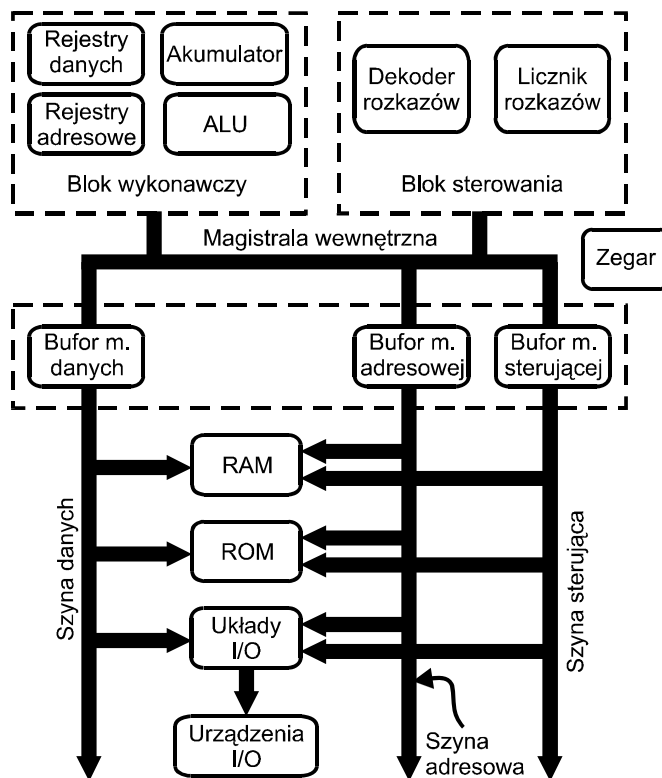 Rejestry
danych
Akumulator
Rejestry
adresowe
ALU
Blok wykonawczy
Dekoder
rozkazów
Licznik
rozkazów
Blok sterowania
Magistrala wewnętrzna
Zegar
Bufor m.
danych
Bufor m.
adresowej
Bufor m.
sterującej
Szyna danych
RAM
ROM
Układy
I/O
Urządzenia
I/O
Szyna
adresowa
Szyna sterująca